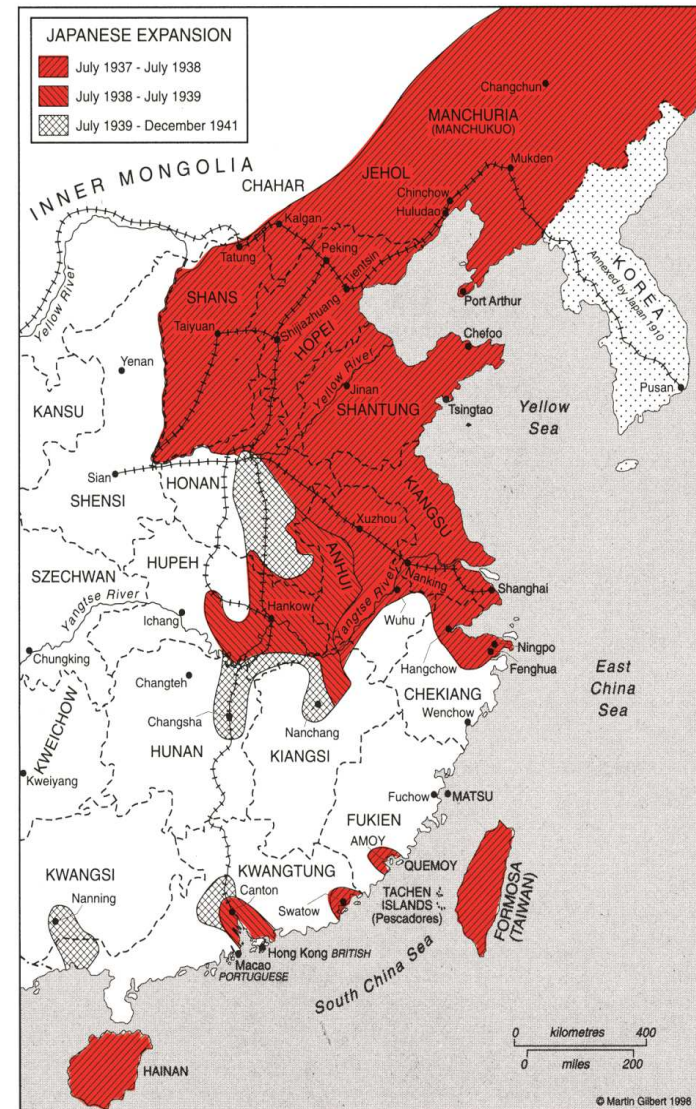 JAPANESE EXPANSION
July 1937 - July 1938
July 1938 - July 1939
July 1939 - December 1941
Changchun
MANCHURIA
(MANCHUKUO)
INNER MONGOLIA
CHAHAR
JEHOL
Mukden
Chinchow
Huludao
Kalgan
Tatung
Peking
Tientsin
KOREA
Annexed by Japan 1910
Yellow River
SHANS
Port Arthur
Taiyuan
Shijiazhuang
HOPEI
Chefoo
Yenan
Yellow River
Jinan
SHANTUNG
Pusan
KANSU
Tsingtao
Yellow
Sea
Sian
HONAN
SHENSI
KIANGSU
Xuzhou
ANHUI
HUPEH
SZECHWAN
Nanking
Shanghai
Yangtse River
Yangtse River
Ichang
Hankow
Wuhu
Chungking
Hangchow
Ningpo
Fenghua
East
China
Sea
Changteh
CHEKIANG
Changsha
Nanchang
Wenchow
KWEICHOW
HUNAN
KIANGSI
Kweiyang
Fuchow
MATSU
FUKIEN
AMOY
KWANGSI
KWANGTUNG
QUEMOY
Nanning
Canton
Swatow
TACHEN
ISLANDS
(Pescadores)
FORMOSA
(TAIWAN)
Hong Kong BRITISH
Macao
PORTUGUESE
South China Sea
0 kilometres 400
0 miles 200
HAINAN
© Martin Gilbert 1998